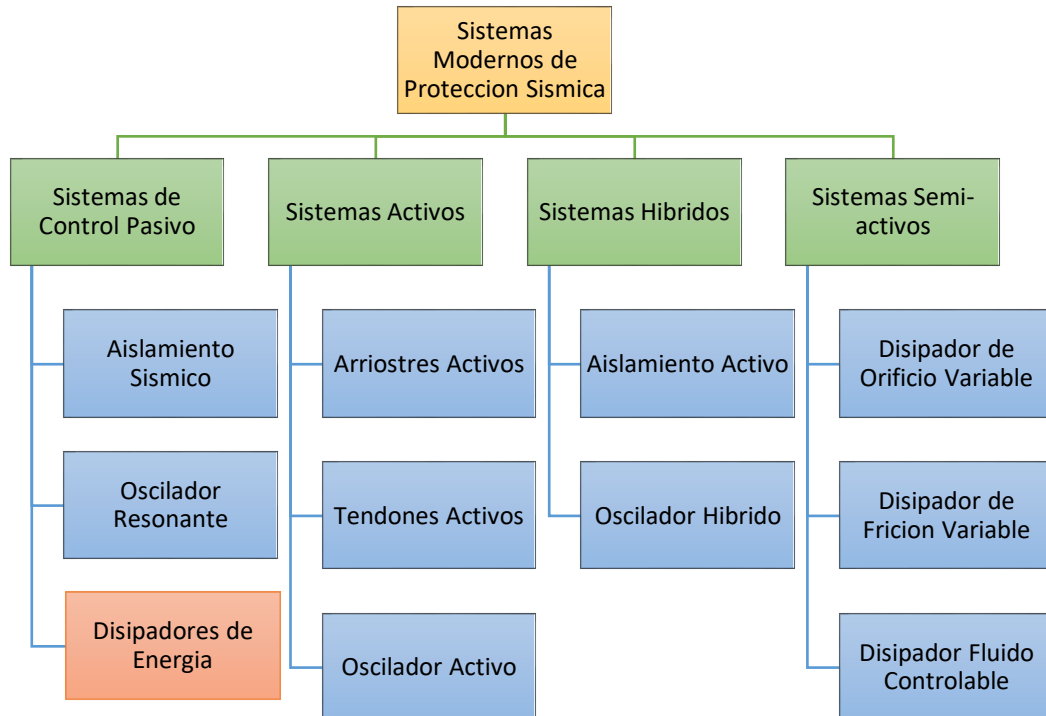 Sistemas
Modernos de
Proteccion Sismica
Sistemas de
Control Pasivo
Aislamiento
Sismico
Oscilador
Resonante
Disipadores de
Energia
Sistemas Activos
Arriostres Activos
Tendones Activos
Oscilador Activo
Sistemas Hibridos
Aislamiento Activo
Oscilador Hibrido
Sistemas Semi-
activos
Disipador de
Orificio Variable
Disipador de
Fricion Variable
Disipador Fluido
Controlable